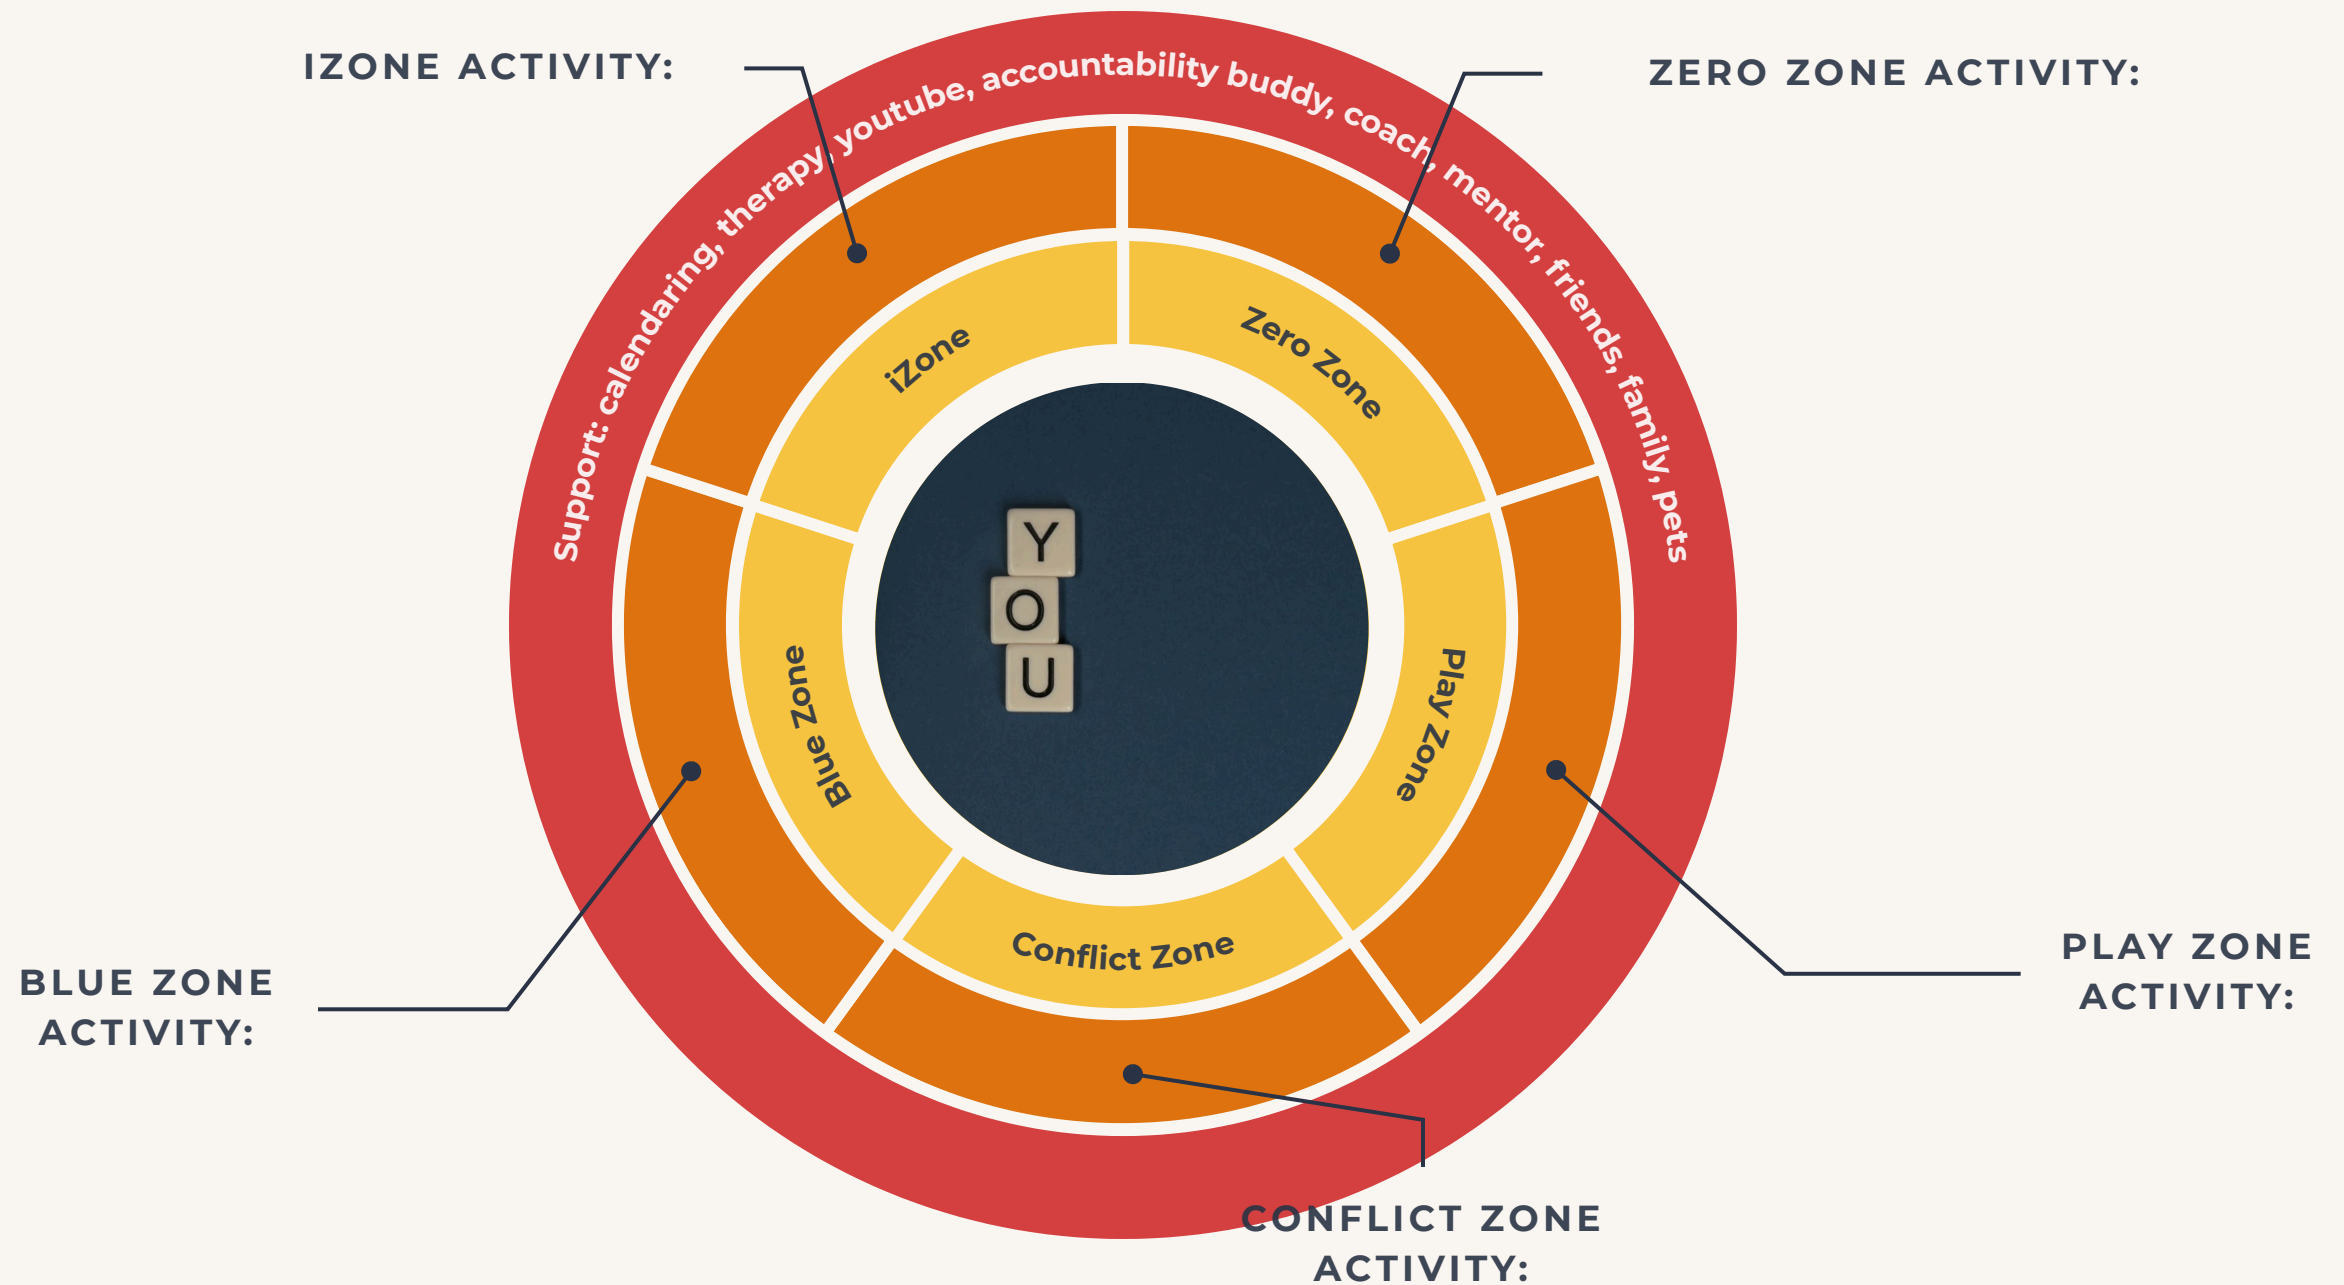 IZONE ACTIVITY:
ZERO ZONE ACTIVITY:
Support: calendaring, therapy, youtube, accountability buddy, coach, mentor, friends, family, pets
iZone
Zero Zone
Y
O
U
Blue Zone
Play Zone
Conflict Zone
BLUE ZONE
ACTIVITY:
PLAY ZONE
ACTIVITY:
CONFLICT ZONE
ACTIVITY: